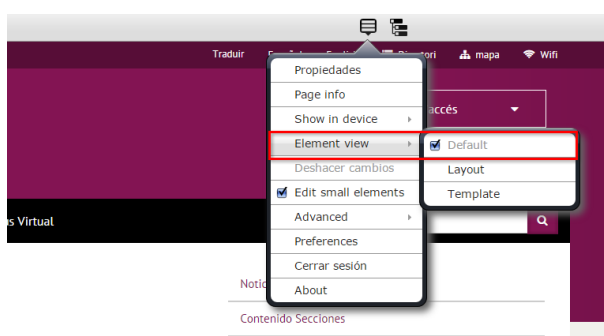 Traduir
mapa
Wifi
Propiedades
Page info
Show in device
accés
Element view
Default
Deshacer cambios
Layout
Edit small elements
Template
Advanced
Virtual
Preferences
Cerrar sesión
About
Contenido Secciones